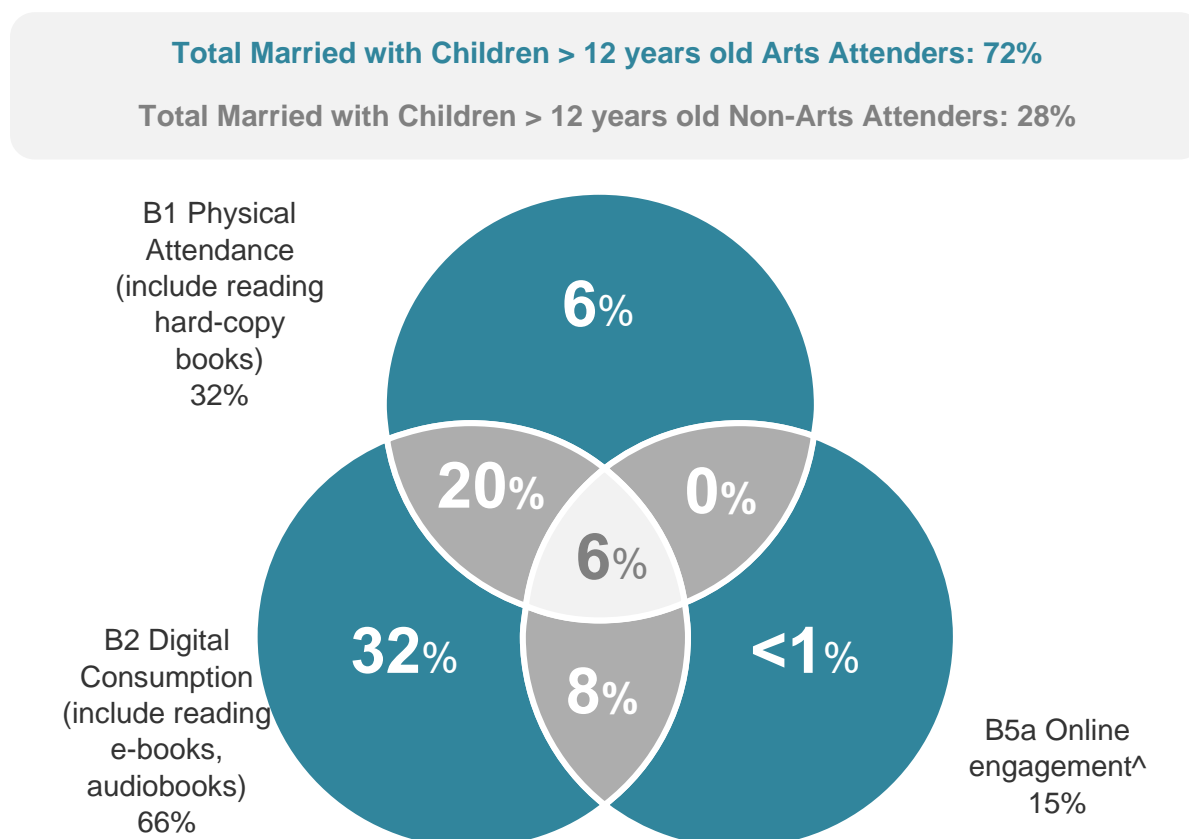 Total Married with Children > 12 years old Arts Attenders: 72%
Total Married with Children > 12 years old Non-Arts Attenders: 28%
B1 Physical
Attendance
(include reading
hard-copy
books)
32%
6%
20%
0%
6%
32%
<1%
8%
B2 Digital
Consumption
(include reading
e-books,
audiobooks)
66%
B5a Online
engagement^
15%